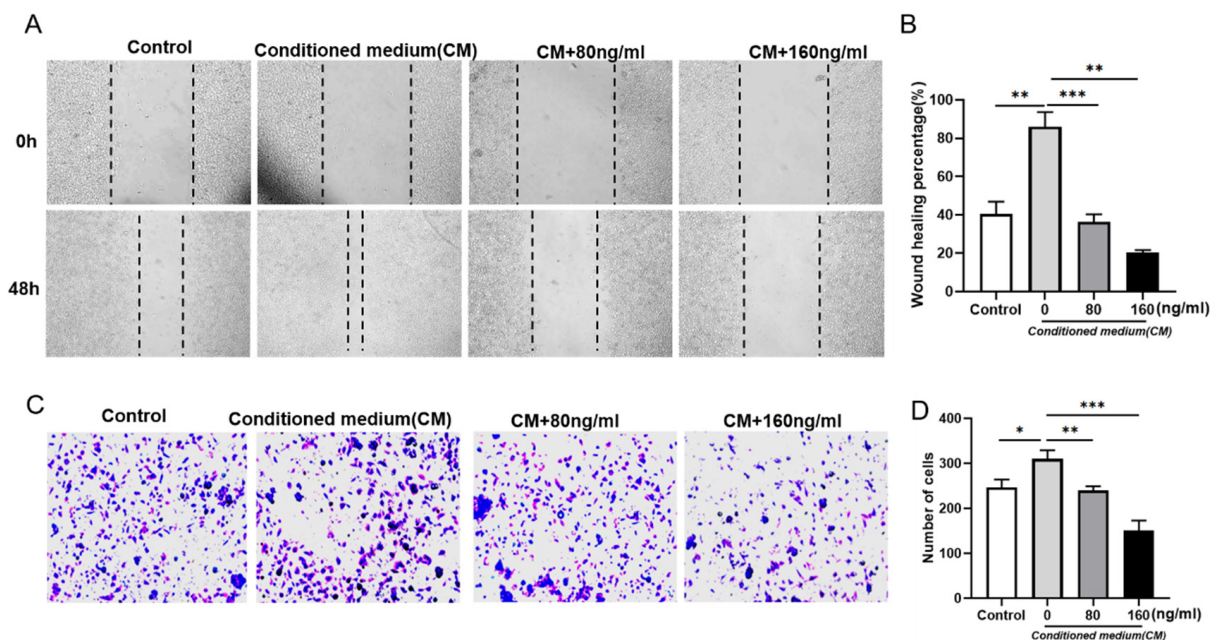 A
Control
Conditioned medium(CM)
CM+80ng/ml
CM+160ng/ml
0h
48h
B
Wound healing percentage(%)
100
80
60
40
20
0
** *** **
Control 0 80 160 (ng/ml)
Conditioned medium(CM)
C
Control
Conditioned medium(CM)
CM+80ng/ml
CM+160ng/ml
D
Number of cells
400
300
200
100
0
* ** ***
Control 0 80 160 (ng/ml)
Conditioned medium(CM)